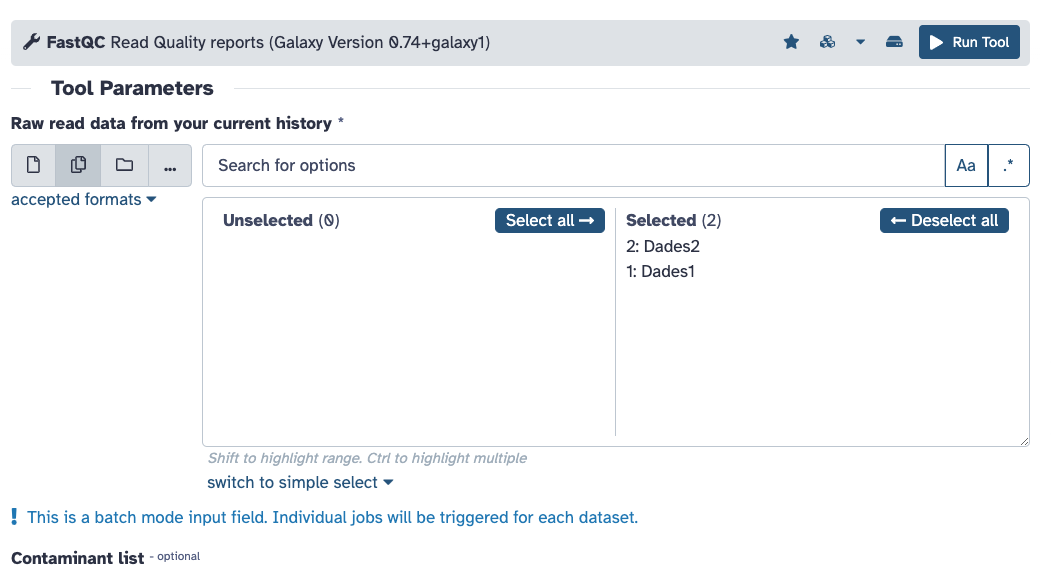 FastQC Read Quality reports (Galaxy Version 0.74+galaxy1)
Run Tool
Tool Parameters
Raw read data from your current history *
...
Search for options
Aa
.*
accepted formats
Unselected (0)
Select all →
Selected (2)
← Deselect all
2: Dades2
1: Dades1
Shift to highlight range. Ctrl to highlight multiple
switch to simple select
! This is a batch mode input field. Individual jobs will be triggered for each dataset.
Contaminant list - optional